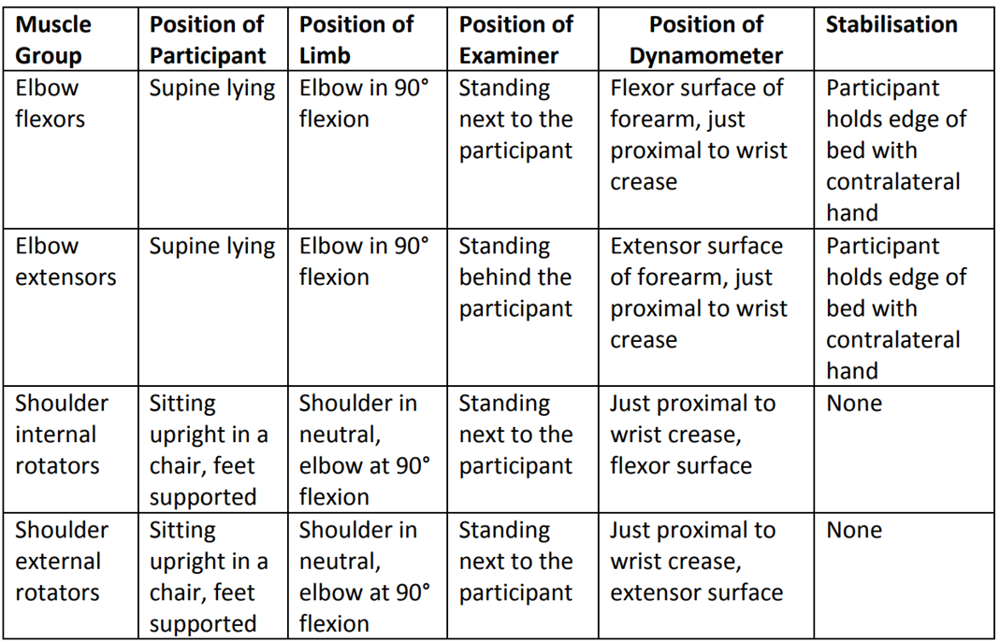 Muscle Group | Position of Participant | Position of Limb | Position of Examiner | Position of Dynamometer | Stabilisation
Elbow flexors | Supine lying | Elbow in 90° flexion | Standing next to the participant | Flexor surface of forearm, just proximal to wrist crease | Participant holds edge of bed with contralateral hand
Elbow extensors | Supine lying | Elbow in 90° flexion | Standing behind the participant | Extensor surface of forearm, just proximal to wrist crease | Participant holds edge of bed with contralateral hand
Shoulder internal rotators | Sitting upright in a chair, feet supported | Shoulder in neutral, elbow at 90° flexion | Standing next to the participant | Just proximal to wrist crease, flexor surface | None
Shoulder external rotators | Sitting upright in a chair, feet supported | Shoulder in neutral, elbow at 90° flexion | Standing next to the participant | Just proximal to wrist crease, extensor surface | None